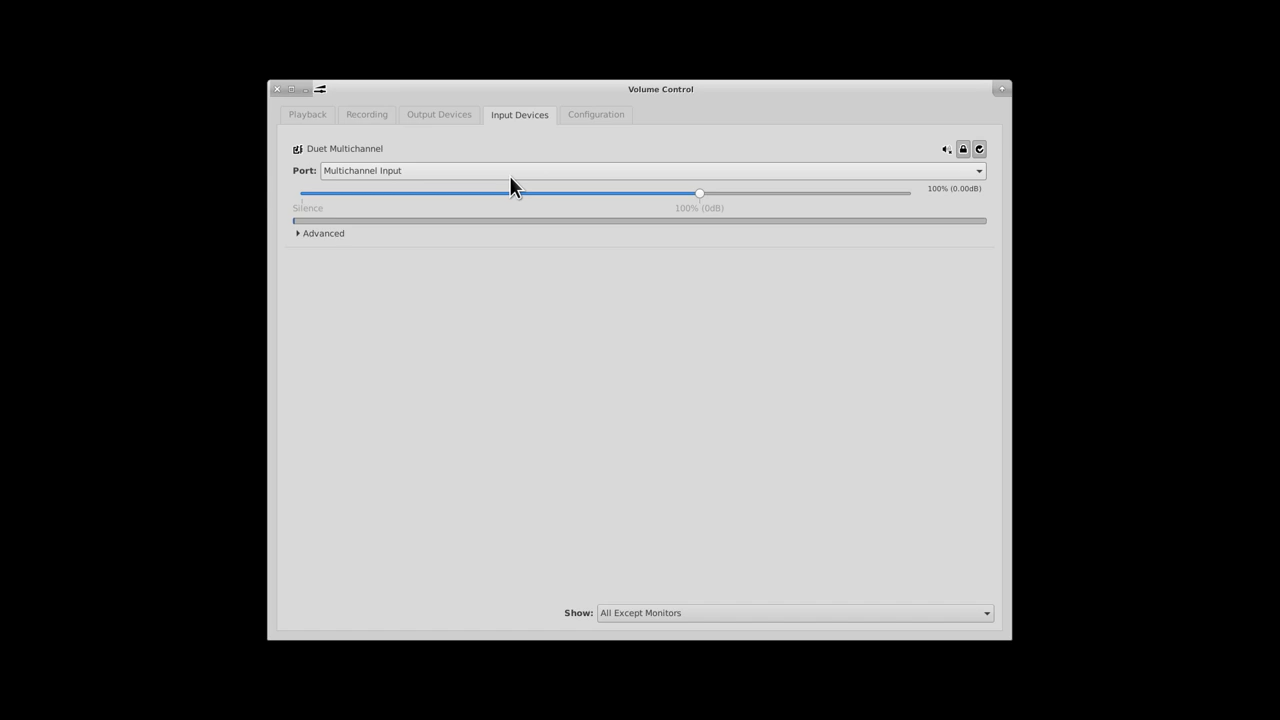 Volume Control
Playback Recording Output Devices Input Devices Configuration
Duet Multichannel
Port: Multichannel Input
100% (0.00dB)
Silence 100% (0dB)
Advanced
Show: All Except Monitors